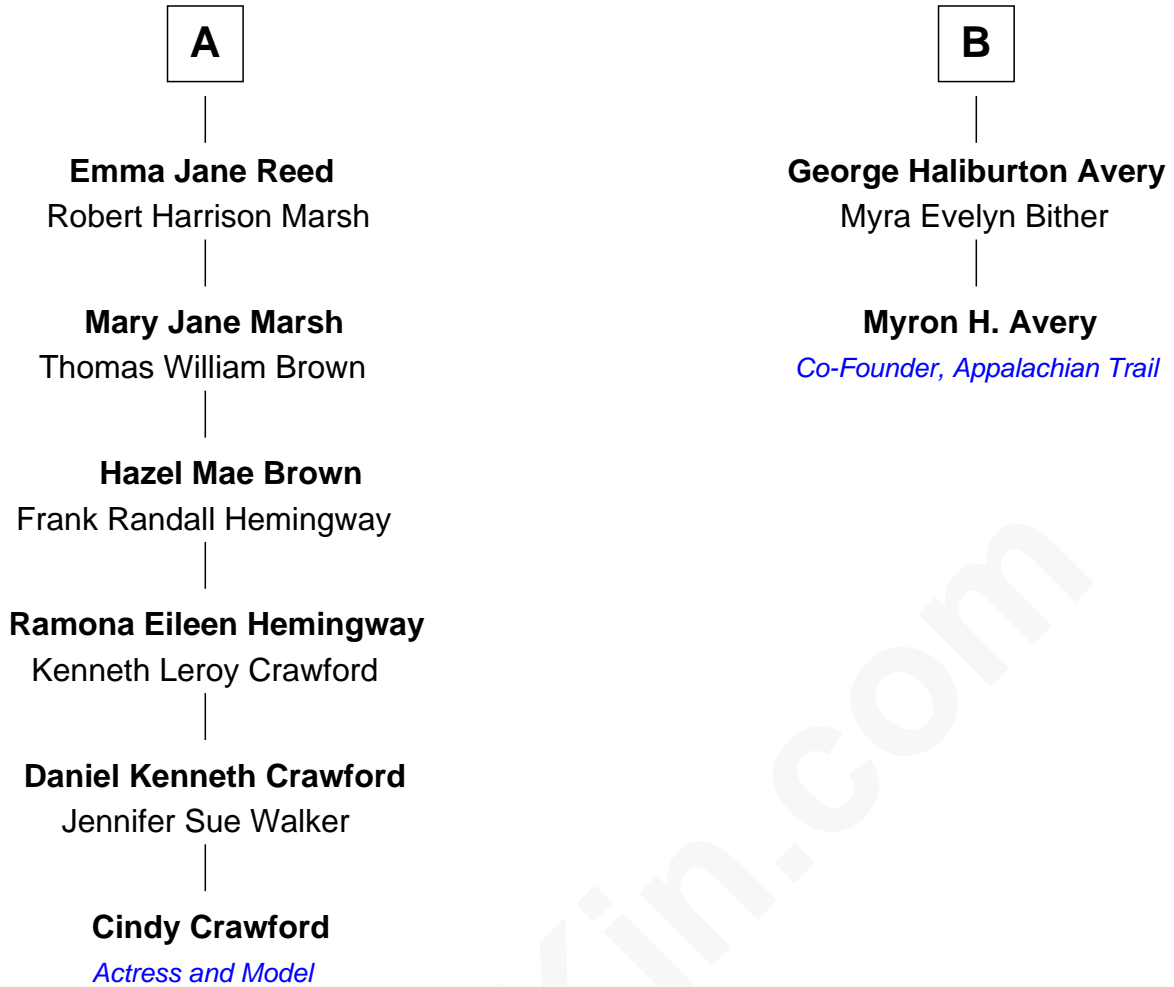 A
Emma Jane Reed
Robert Harrison Marsh
Mary Jane Marsh
Thomas William Brown
Hazel Mae Brown
Frank Randall Hemingway
Ramona Eileen Hemingway
Kenneth Leroy Crawford
Daniel Kenneth Crawford
Jennifer Sue Walker
Cindy Crawford
Actress and Model
B
George Haliburton Avery
Myra Evelyn Bither
Myron H. Avery
Co-Founder, Appalachian Trail
Kin.com